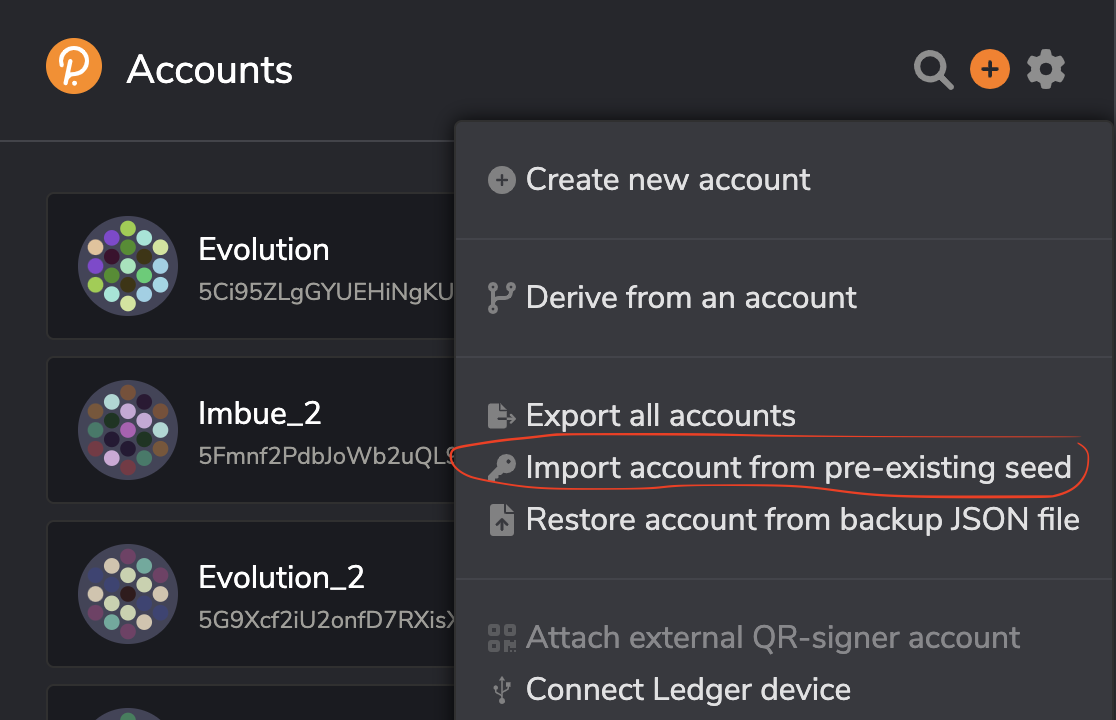 Accounts
Create new account
Derive from an account
Export all accounts
Import account from pre-existing seed
Restore account from backup JSON file
Attach external QR-signer account
Connect Ledger device
Evolution
5Ci95ZLgGYUEHiNgKU
Imbue_2
5Fmnf2PdbJoWb2uQLS
Evolution_2
5G9Xcf2iU2onfD7RXisX